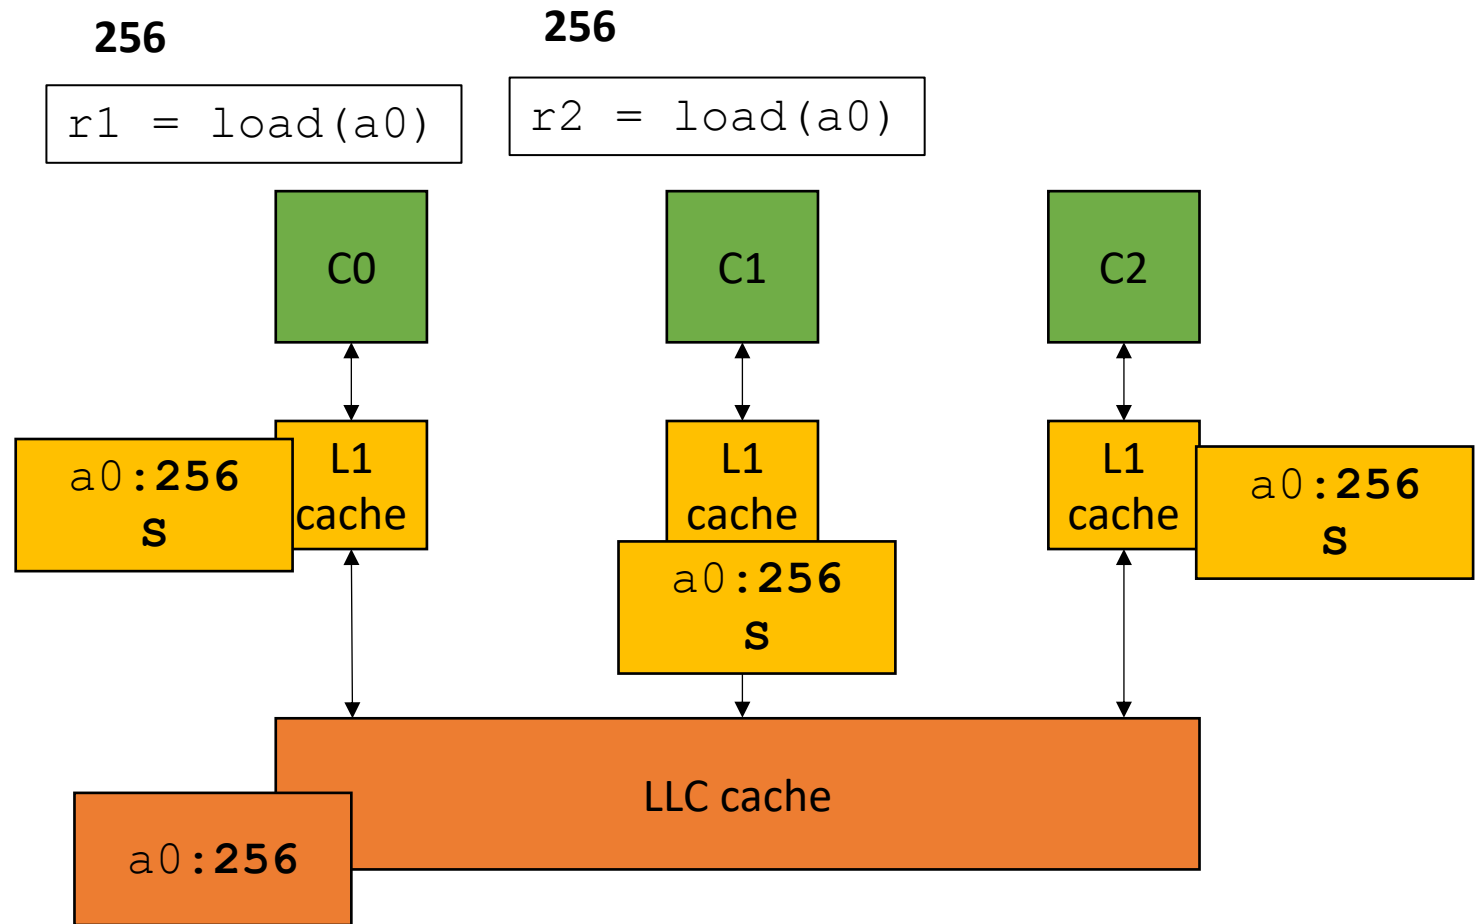 256
256
r1 = load(a0)
r2 = load(a0)
C0
C1
C2
L1
cache
L1
cache
L1
cache
a0:256
S
a0:256
S
a0:256
S
LLC cache
a0:256